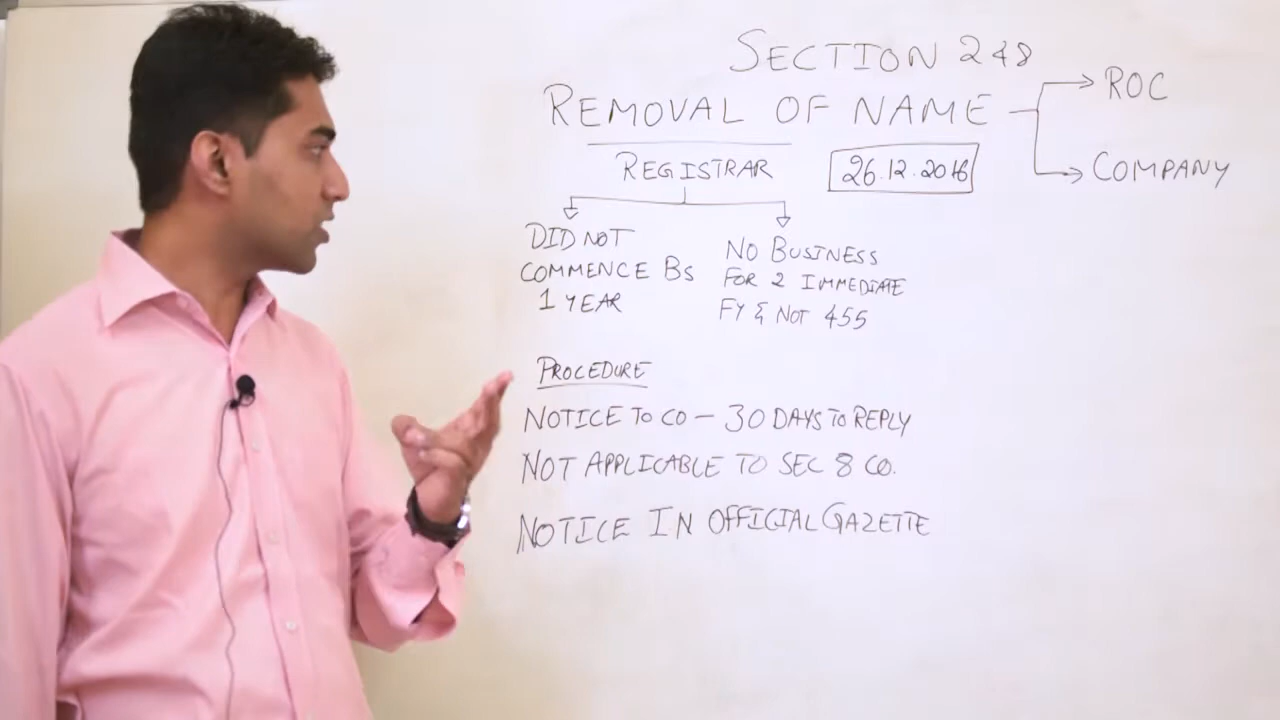 SECTION 248
REMOVAL OF NAME
ROC
COMPANY
REGISTRAR
26.12.2016
DID NOT
COMMENCE BS
1 YEAR
NO BUSINESS
FOR 2 IMMEDIATE
FY & NOT 455
PROCEDURE
NOTICE TO CO - 30 DAYS TO REPLY
NOT APPLICABLE TO SEC 8 CO.
NOTICE IN OFFICIAL GAZETTE